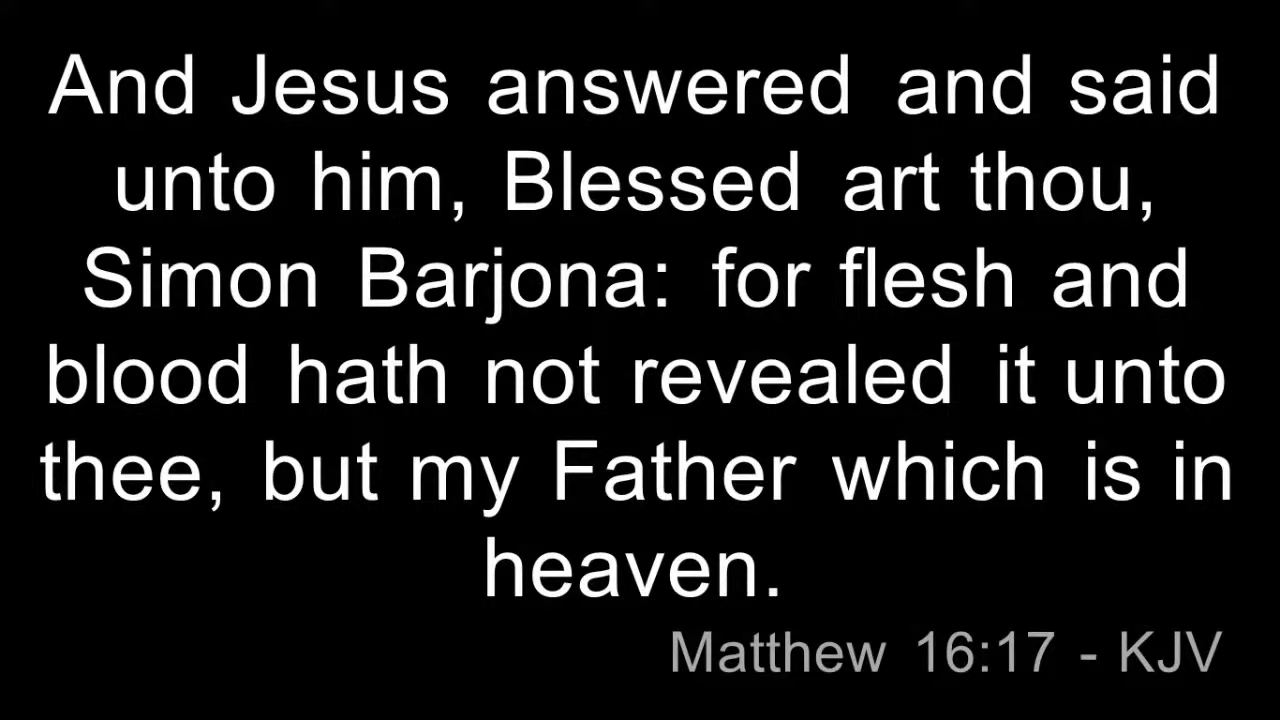 And Jesus answered and said
unto him, Blessed art thou,
Simon Barjona: for flesh and
blood hath not revealed it unto
thee, but my Father which is in
heaven.
Matthew 16:17 - KJV